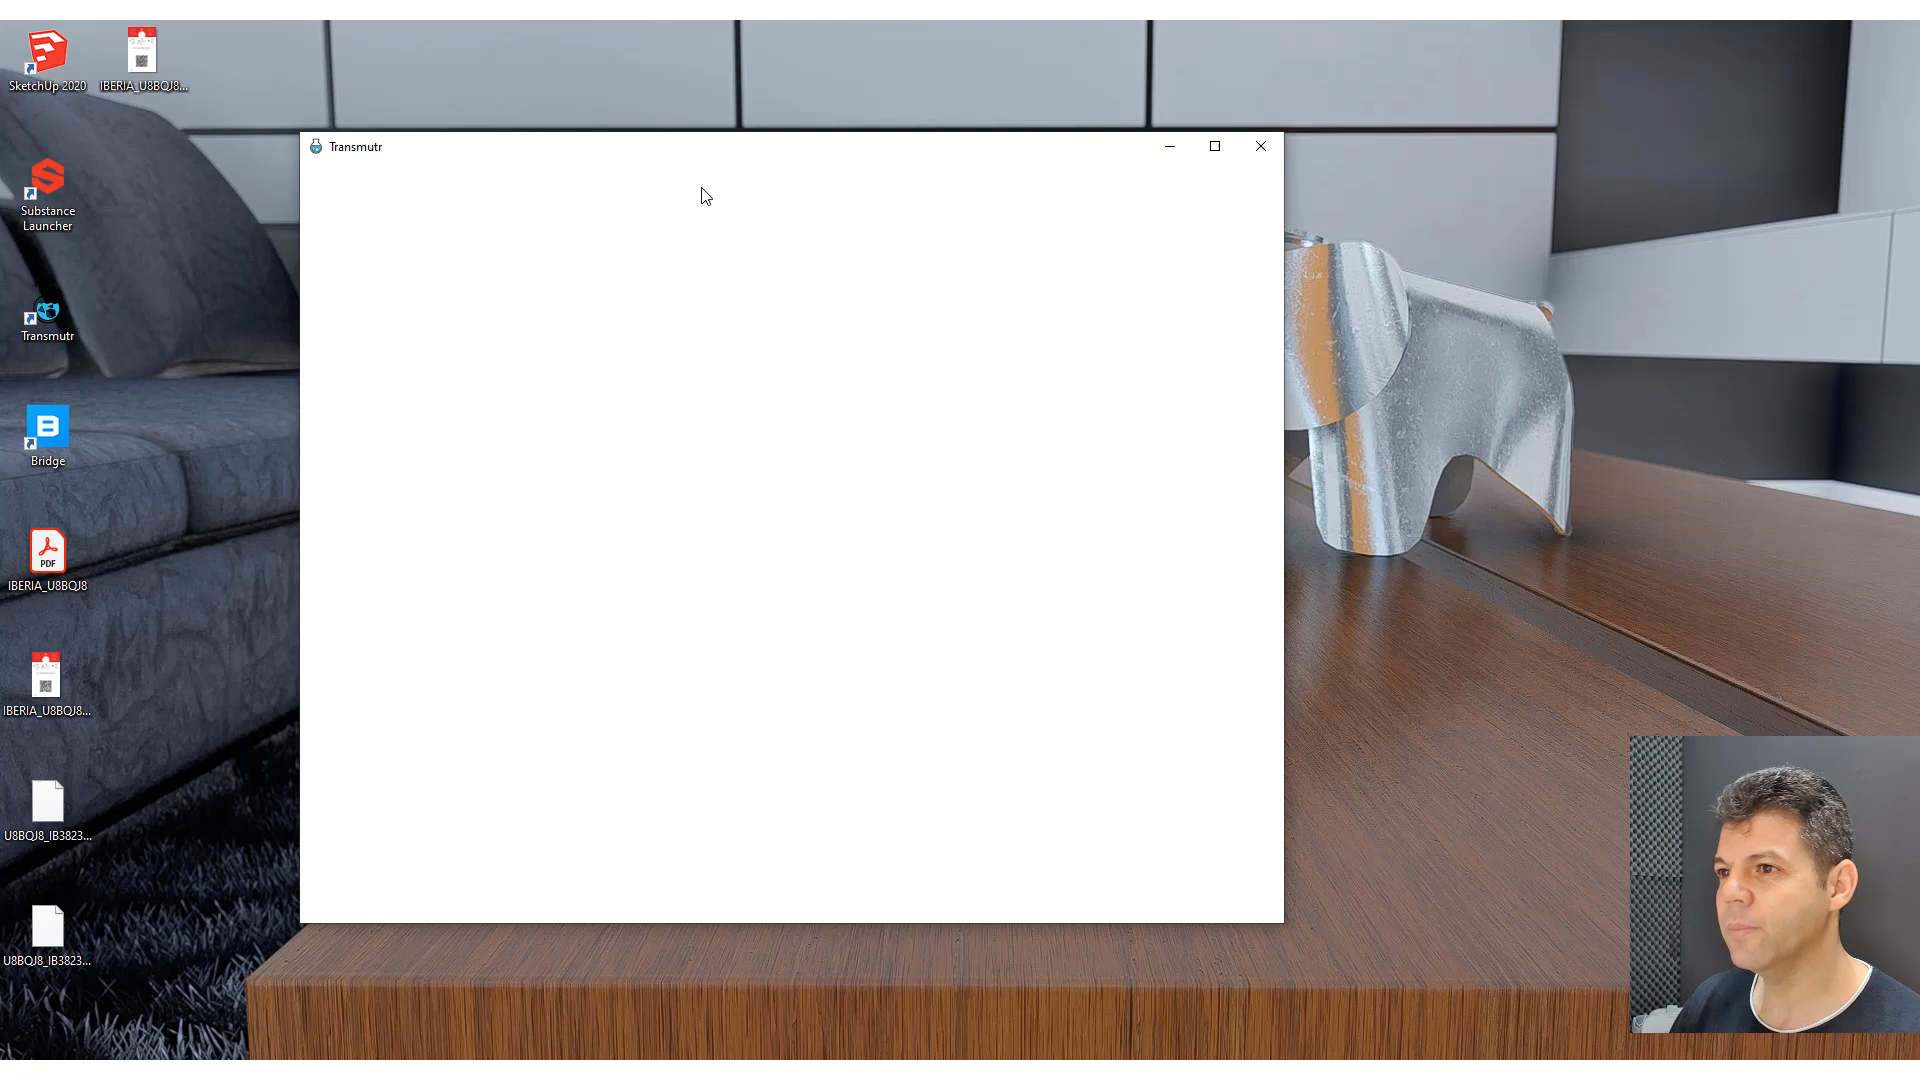 SketchUp 2020
IBERIA_U8BQJ8...
Transmutr
Substance
Launcher
Transmutr
Bridge
PDF
IBERIA_U8BQJ8
IBERIA_U8BQJ8...
U8BQJ8_IB3823...
U8BQJ8_IB3823...